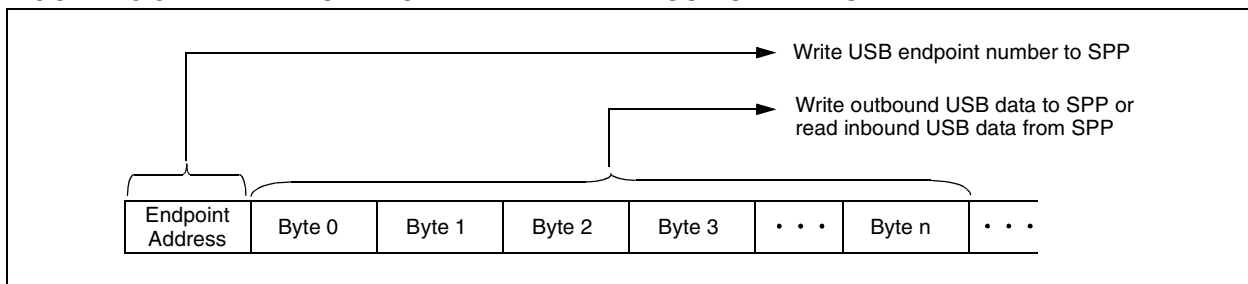 Write USB endpoint number to SPP
Write outbound USB data to SPP or
read inbound USB data from SPP
Endpoint
Address
Byte 0
Byte 1
Byte 2
Byte 3
· · ·
Byte n
· · ·